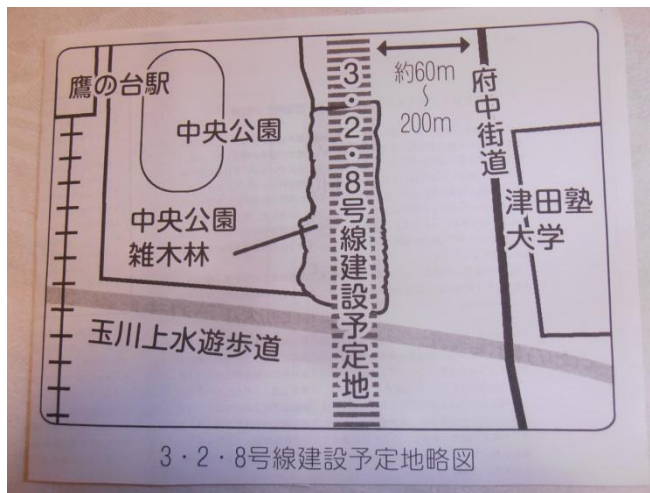 鷹の台駅
中央公園
中央公園
雑木林
玉川上水遊歩道
3・2・8号線建設予定地
約60m
～
200m
府中街道
津田塾
大学
3・2・8号線建設予定地略図